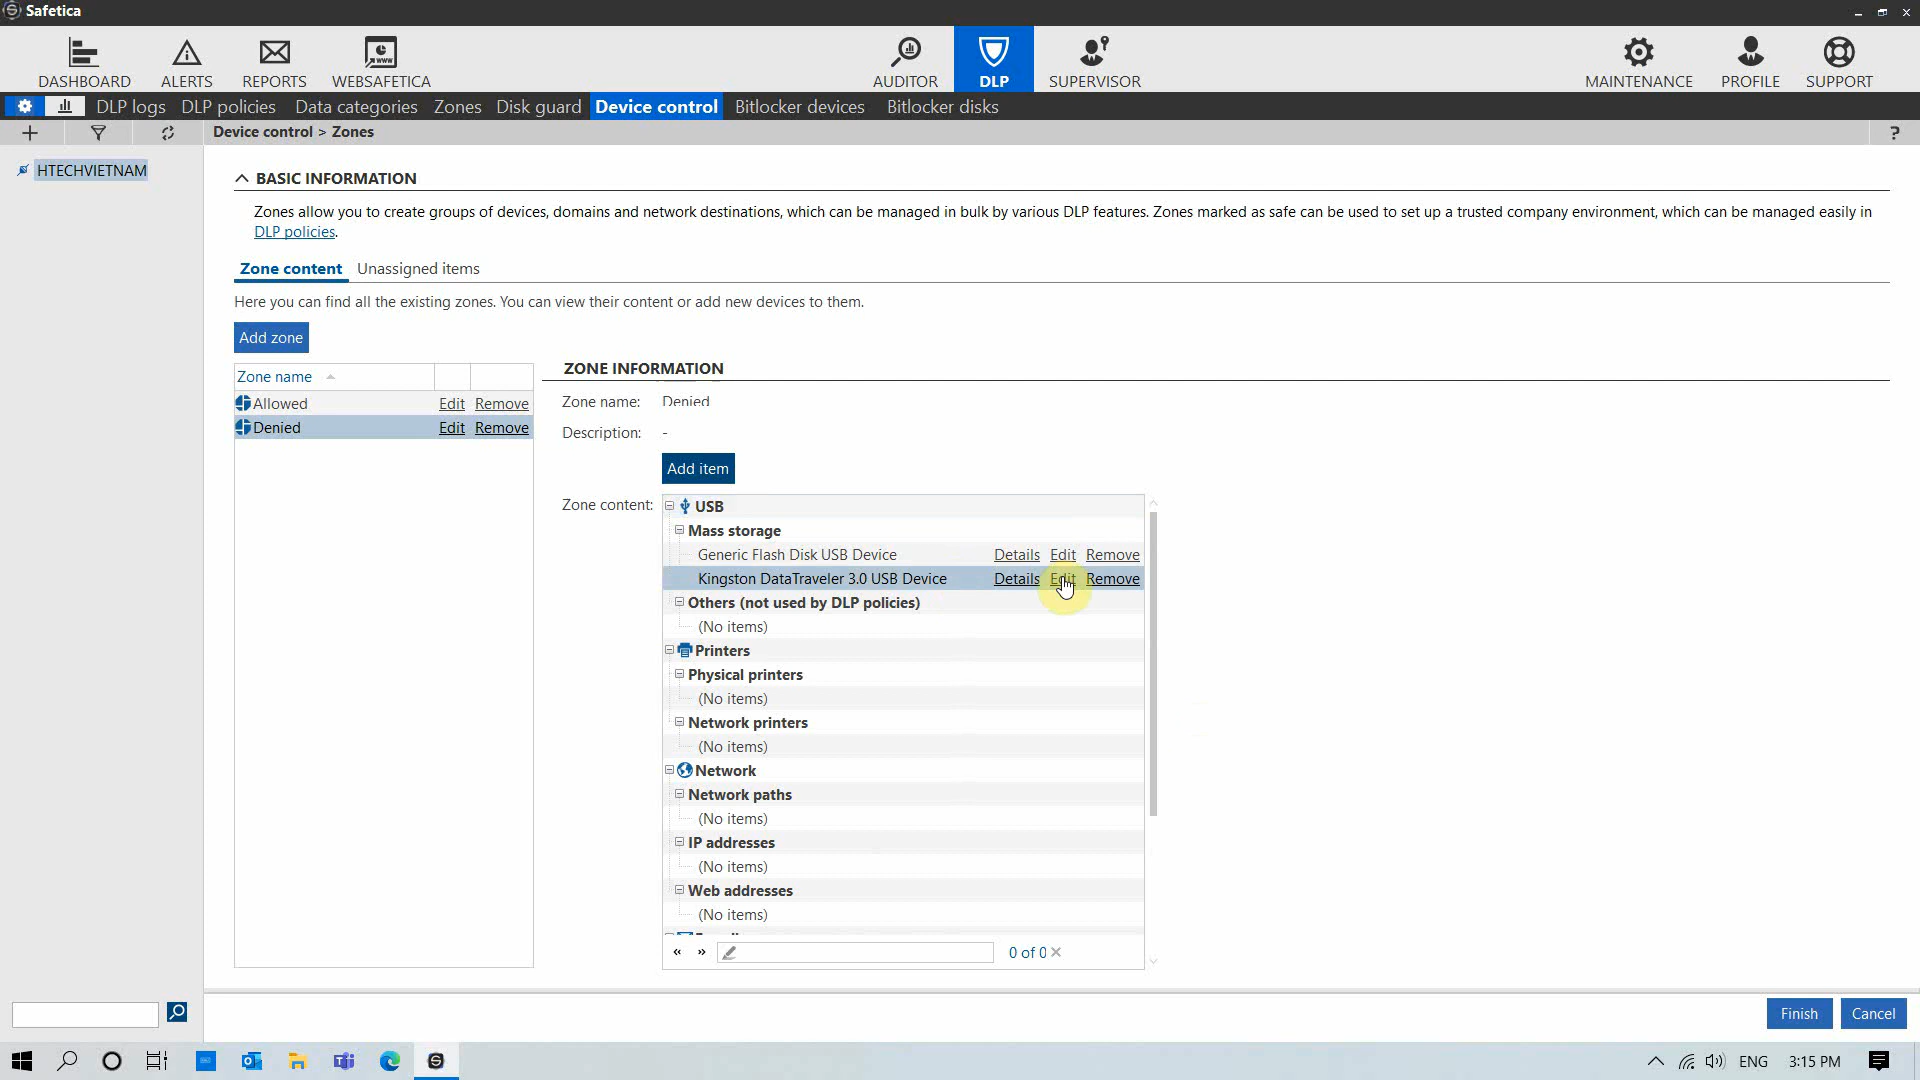 Safetica
DASHBOARD ALERTS REPORTS WEBSAFETICA AUDITOR DLP SUPERVISOR MAINTENANCE PROFILE SUPPORT
DLP logs DLP policies Data categories Zones Disk guard Device control Bitlocker devices Bitlocker disks
Device control > Zones ?
HTECHVIETNAM
BASIC INFORMATION
Zones allow you to create groups of devices, domains and network destinations, which can be managed in bulk by various DLP features. Zones marked as safe can be used to set up a trusted company environment, which can be managed easily in
DLP policies.
Zone content Unassigned items
Here you can find all the existing zones. You can view their content or add new devices to them.
Add zone
Zone name
Allowed Edit Remove
Denied Edit Remove
ZONE INFORMATION
Zone name: Denied
Description: -
Add item
Zone content:
USB
Mass storage
Generic Flash Disk USB Device Details Edit Remove
Kingston DataTraveler 3.0 USB Device Details Edit Remove
Others (not used by DLP policies)
(No items)
Printers
Physical printers
(No items)
Network printers
(No items)
Network
Network paths
(No items)
IP addresses
(No items)
Web addresses
(No items)
« » 0 of 0
Finish Cancel
ENG 3:15 PM